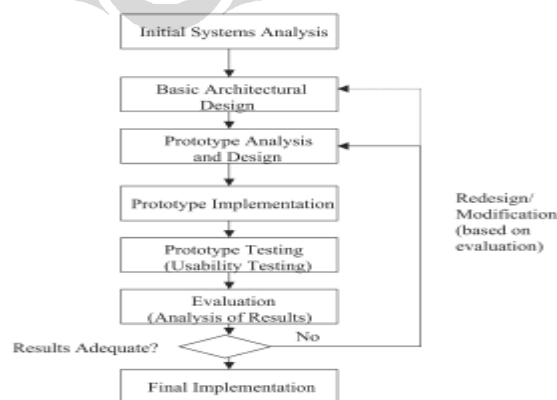 Initial Systems Analysis
Basic Architectural
Design
Prototype Analysis
and Design
Prototype Implementation
Redesign/
Modification
(based on
evaluation)
Prototype Testing
(Usability Testing)
Evaluation
(Analysis of Results)
Results Adequate?
No
Final Implementation